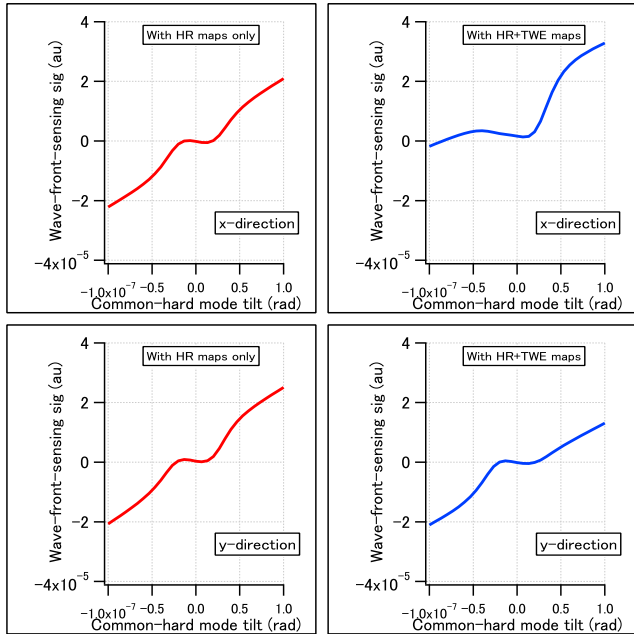 With HR maps only
Wave-front-sensing sig (au)
4
2
0
-2
-4x10⁻⁵
x-direction
-1.0x10⁻⁷ -0.5 0.0 0.5 1.0
Common-hard mode tilt (rad)
With HR+TWE maps
Wave-front-sensing sig (au)
4
2
0
-2
-4x10⁻⁵
x-direction
-1.0x10⁻⁷ -0.5 0.0 0.5 1.0
Common-hard mode tilt (rad)
With HR maps only
Wave-front-sensing sig (au)
4
2
0
-2
-4x10⁻⁵
y-direction
-1.0x10⁻⁷ -0.5 0.0 0.5 1.0
Common-hard mode tilt (rad)
With HR+TWE maps
Wave-front-sensing sig (au)
4
2
0
-2
-4x10⁻⁵
y-direction
-1.0x10⁻⁷ -0.5 0.0 0.5 1.0
Common-hard mode tilt (rad)